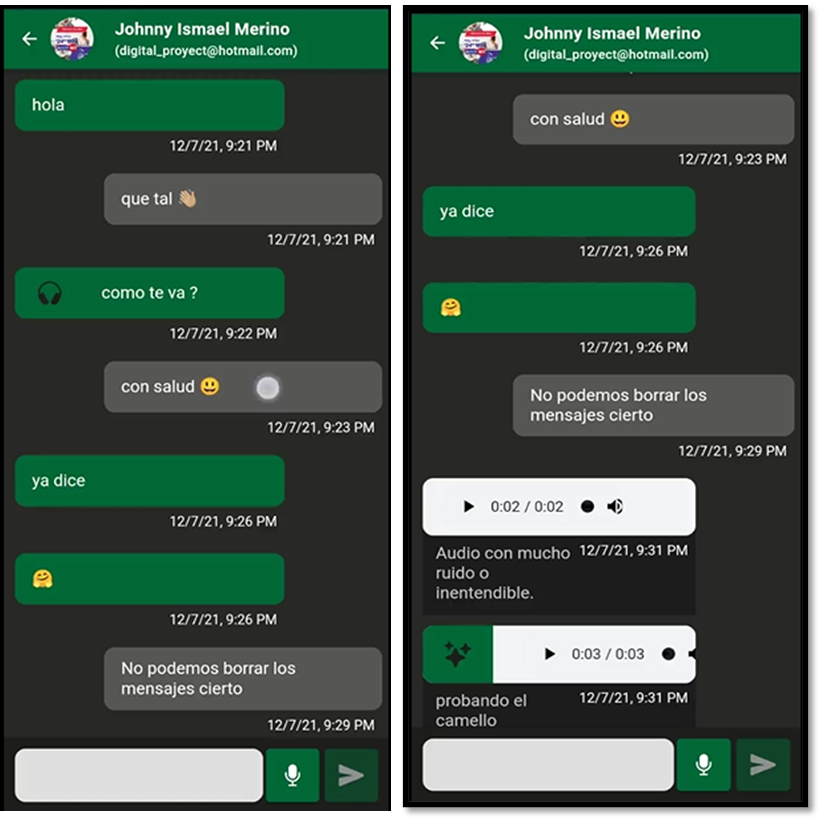 Johnny Ismael Merino
(digital_proyect@hotmail.com)
hola
12/7/21, 9:21 PM
que tal 👋🏼
12/7/21, 9:21 PM
como te va ?
12/7/21, 9:22 PM
con salud 😃
12/7/21, 9:23 PM
ya dice
12/7/21, 9:26 PM
🤗
12/7/21, 9:26 PM
No podemos borrar los
mensajes cierto
12/7/21, 9:29 PM
Johnny Ismael Merino
(digital_proyect@hotmail.com)
con salud 😃
12/7/21, 9:23 PM
ya dice
12/7/21, 9:26 PM
🤗
12/7/21, 9:26 PM
No podemos borrar los
mensajes cierto
12/7/21, 9:29 PM
0:02 / 0:02
Audio con mucho
ruido o
inentendible.
12/7/21, 9:31 PM
0:03 / 0:03
probando el
camello
12/7/21, 9:31 PM